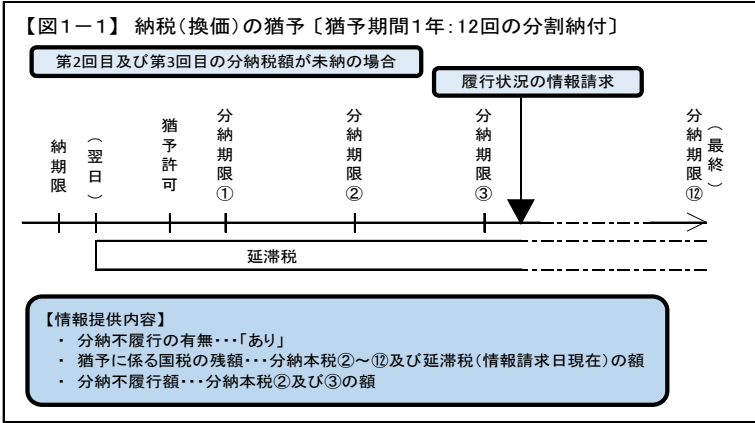 【図1-1】 納税(換価)の猶予〔猶予期間1年:12回の分割納付〕
第2回目及び第3回目の分納税額が未納の場合
履行状況の情報請求
納期限
(翌日)
猶予許可
分納期限①
分納期限②
分納期限③
分納期限⑫
(最終)
延滞税
【情報提供内容】
・ 分納不履行の有無・・・「あり」
・ 猶予に係る国税の残額・・・分納本税②~⑫及び延滞税(情報請求日現在)の額
・ 分納不履行額・・・分納本税②及び③の額